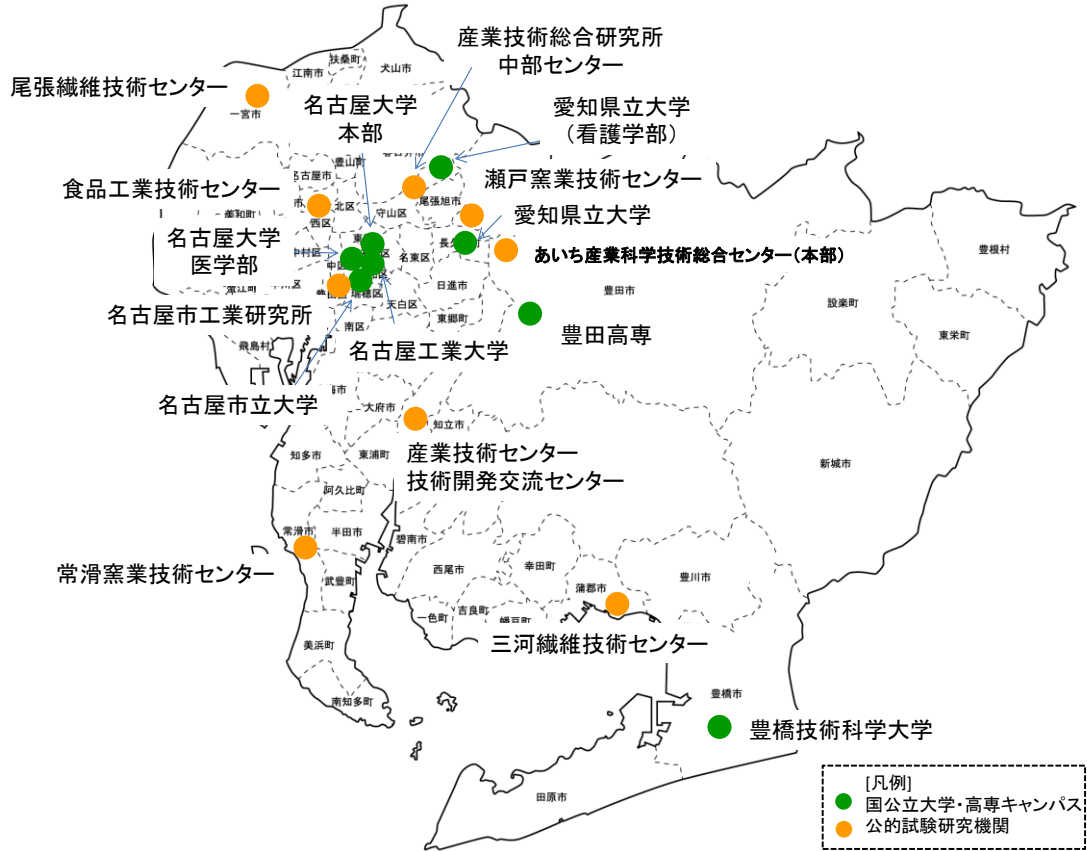 産業技術総合研究所
中部センター
扶桑町
江南市
犬山市
尾張繊維技術センター
一宮市
名古屋大学
本部
愛知県立大学
（看護学部）
豊山町
食品工業技術センター
名古屋市
瀬戸窯業技術センター
尾張旭市
北区
守山区
西区
愛知県立大学
名古屋大学
医学部
中村区
中区
名東区
あいち産業科学技術総合センター（本部）
豊根村
日進市
豊田市
瑞穂区
天白区
設楽町
名古屋市工業研究所
東郷町
南区
豊田高専
東栄町
飛島村
名古屋工業大学
名古屋市立大学
大府市
知立市
知多市
東浦町
産業技術センター
技術開発交流センター
新城市
阿久比町
常滑市
半田市
碧南市
常滑窯業技術センター
武豊町
西尾市
幸田町
蒲郡市
豊川市
一色町
吉良町
幡豆町
美浜町
三河繊維技術センター
南知多町
豊橋市
豊橋技術科学大学
田原市
[凡例]
国公立大学・高専キャンパス
公的試験研究機関